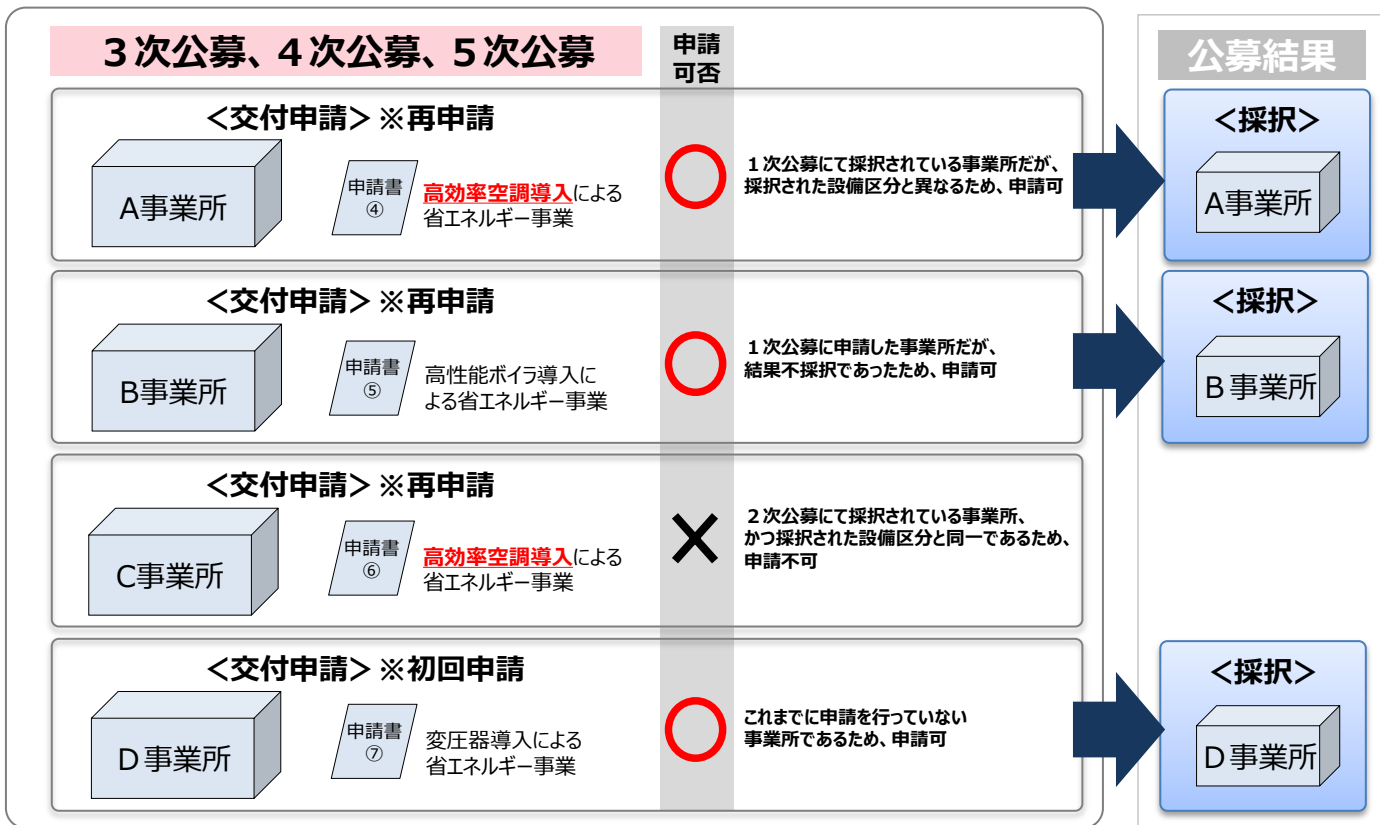 ３次公募、４次公募、５次公募
申請
可否
公募結果
＜交付申請＞ ※再申請
A事業所
申請書
④
高効率空調導入による
省エネルギー事業
１次公募にて採択されている事業所だが、
採択された設備区分と異なるため、申請可
＜採択＞
A事業所
＜交付申請＞ ※再申請
B事業所
申請書
⑤
高性能ボイラ導入に
よる省エネルギー事業
１次公募に申請した事業所だが、
結果不採択であったため、申請可
＜採択＞
Ｂ事業所
＜交付申請＞ ※再申請
C事業所
申請書
⑥
高効率空調導入による
省エネルギー事業
２次公募にて採択されている事業所、
かつ採択された設備区分と同一であるため、
申請不可
＜交付申請＞ ※初回申請
Ｄ事業所
申請書
⑦
変圧器導入による
省エネルギー事業
これまでに申請を行っていない
事業所であるため、申請可
＜採択＞
Ｄ事業所